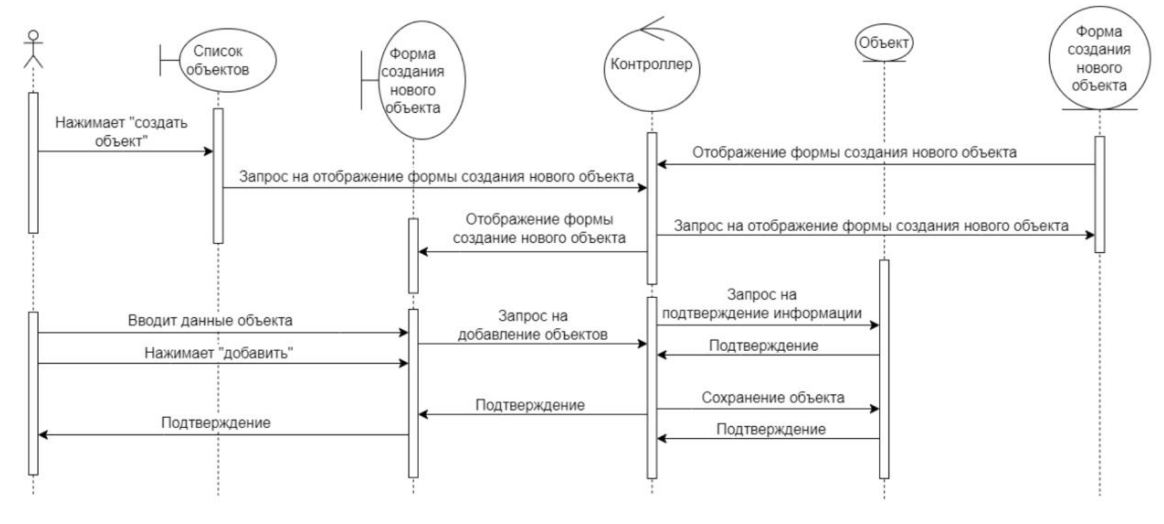 Список
объектов
Форма
создания
нового
объекта
Контроллер
Объект
Форма
создания
нового
объекта
Нажимает "создать
объект"
Отображение формы создания нового объекта
Запрос на отображение формы создания нового объекта
Отображение формы
создание нового объекта
Запрос на отображение формы создания нового объекта
Вводит данные объекта
Запрос на
добавление объектов
Запрос на
подтверждение информации
Нажимает "добавить"
Подтверждение
Подтверждение
Сохранение объекта
Подтверждение
Подтверждение